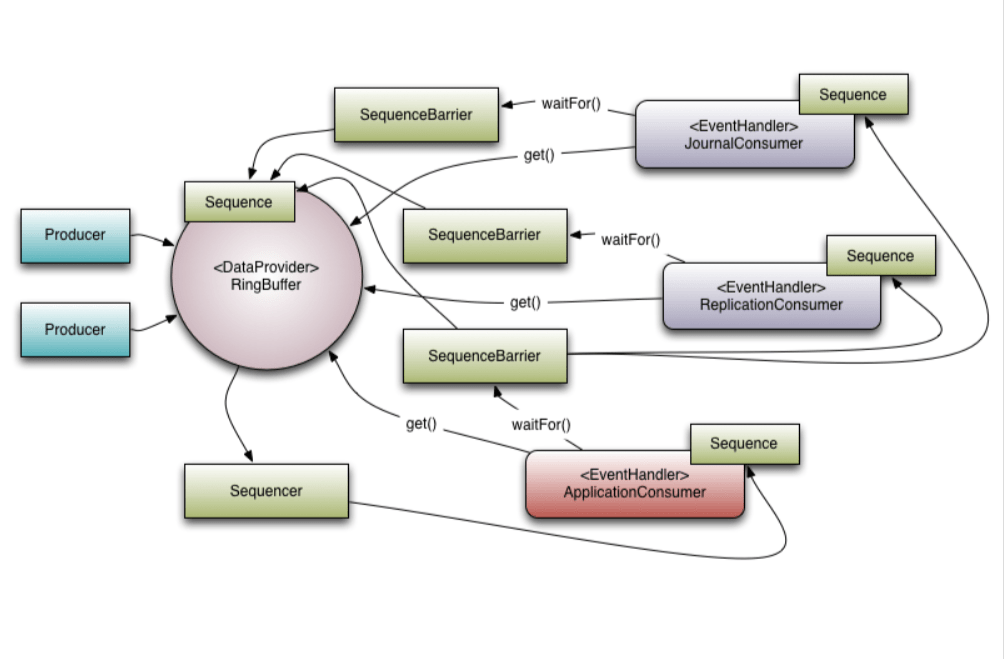 Sequence
SequenceBarrier
waitFor()
<EventHandler>
JournalConsumer
get()
Sequence
Producer
SequenceBarrier
waitFor()
Sequence
<DataProvider>
RingBuffer
<EventHandler>
ReplicationConsumer
get()
Producer
SequenceBarrier
get()
waitFor()
Sequence
<EventHandler>
ApplicationConsumer
Sequencer